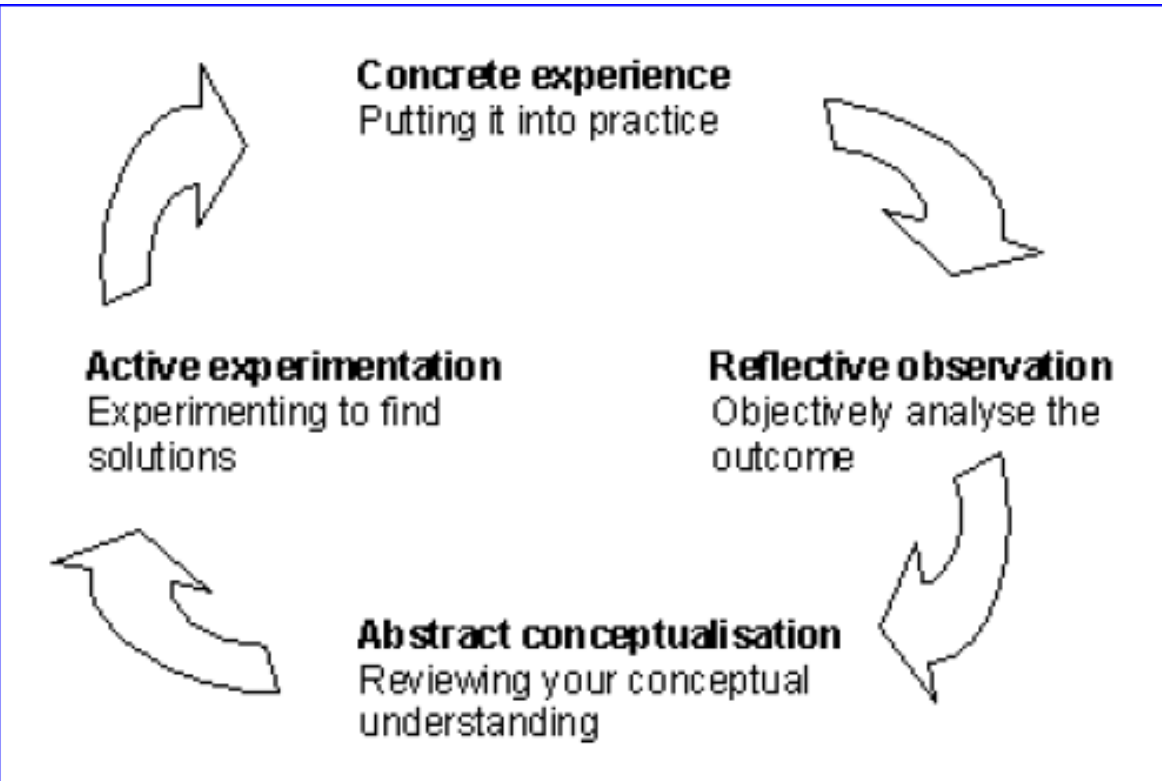 Concrete experience
Putting it into practice
Active experimentation
Experimenting to find
solutions
Reflective observation
Objectively analyse the
outcome
Abstract conceptualisation
Reviewing your conceptual
understanding